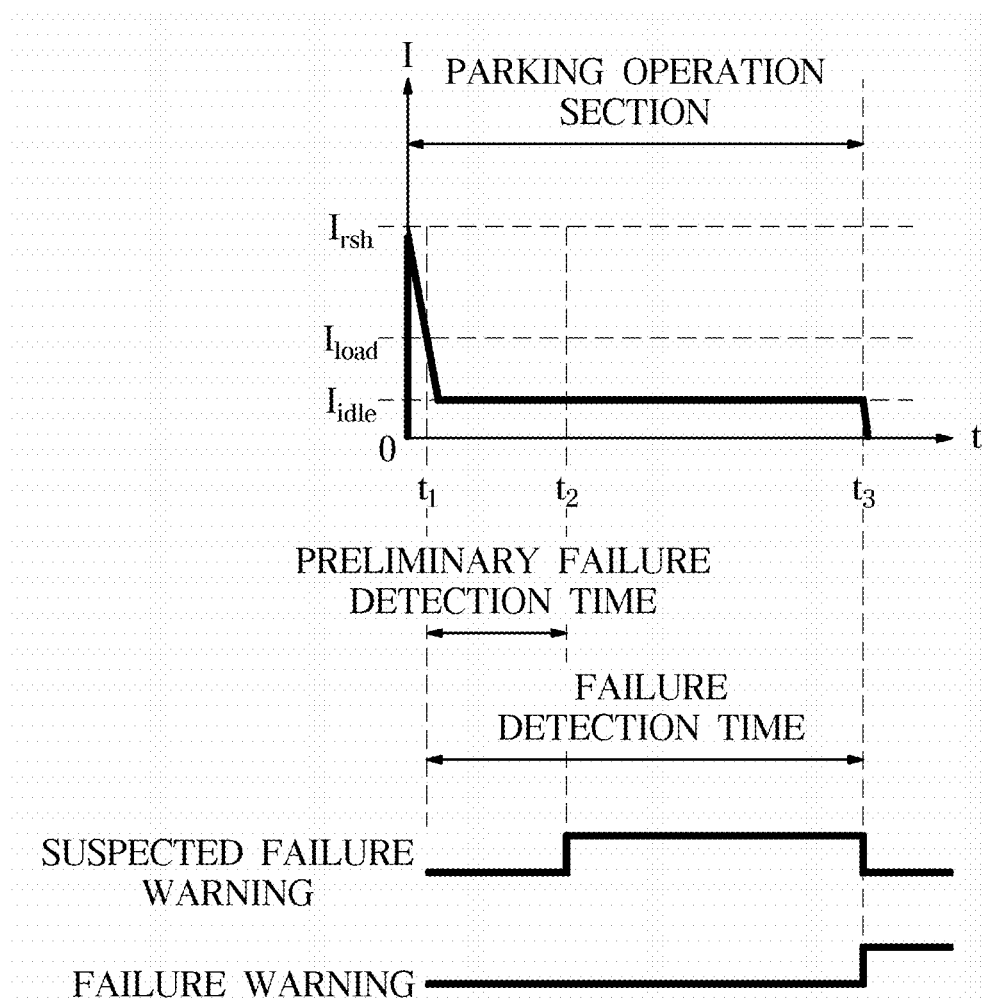 I
PARKING OPERATION
SECTION
I_rsh
I_load
I_idle
0
t
t_1
t_2
t_3
PRELIMINARY FAILURE
DETECTION TIME
FAILURE
DETECTION TIME
SUSPECTED FAILURE
WARNING
FAILURE WARNING